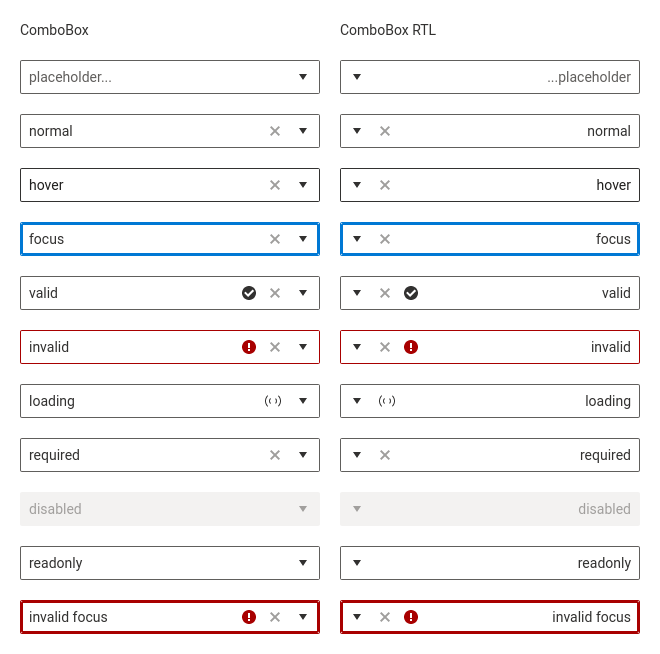 ComboBox
placeholder...
normal
hover
focus
valid
invalid
loading
required
disabled
readonly
invalid focus
ComboBox RTL
...placeholder
normal
hover
focus
valid
invalid
loading
required
disabled
readonly
invalid focus